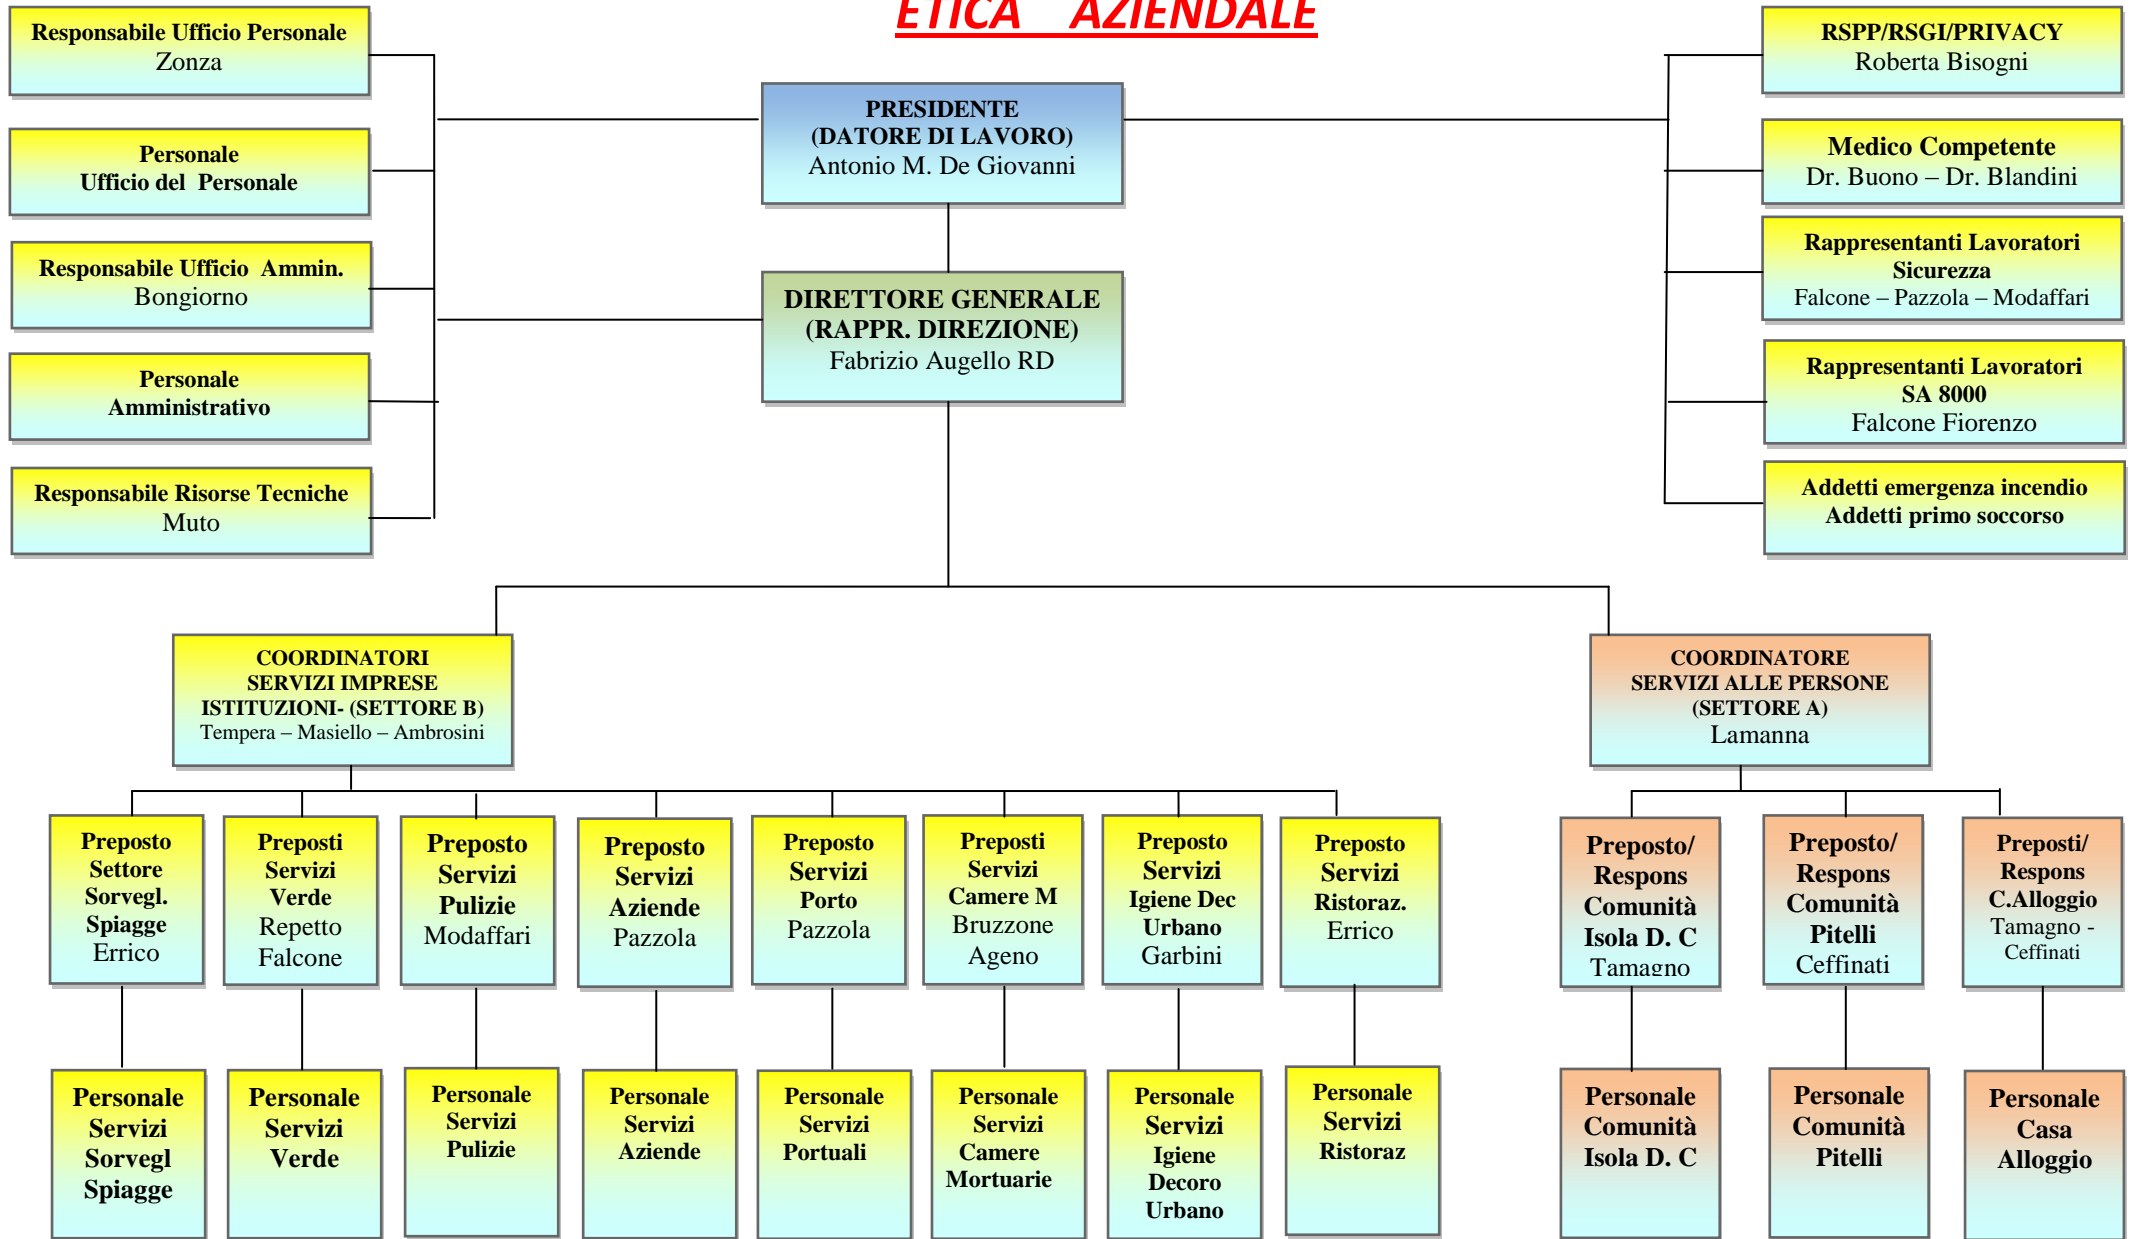 ETICA AZIENDALE
Responsabile Ufficio Personale
Zonza
Personale
Ufficio del Personale
Responsabile Ufficio Ammin.
Bongiorno
Personale
Amministrativo
Responsabile Risorse Tecniche
Muto
PRESIDENTE
(DATORE DI LAVORO)
Antonio M. De Giovanni
DIRETTORE GENERALE
(RAPPR. DIREZIONE)
Fabrizio Augello RD
RSPP/RSGI/PRIVACY
Roberta Bisogni
Medico Competente
Dr. Buono – Dr. Blandini
Rappresentanti Lavoratori
Sicurezza
Falcone – Pazzola – Modaffari
Rappresentanti Lavoratori
SA 8000
Falcone Fiorenzo
Addetti emergenza incendio
Addetti primo soccorso
COORDINATORI
SERVIZI IMPRESE
ISTITUZIONI- (SETTORE B)
Tempera – Masiello – Ambrosini
COORDINATORE
SERVIZI ALLE PERSONE
(SETTORE A)
Lamanna
Preposto
Settore
Sorvegl.
Spiagge
Errico
Preposti
Servizi
Verde
Repetto
Falcone
Preposto
Servizi
Pulizie
Modaffari
Preposto
Servizi
Aziende
Pazzola
Preposto
Servizi
Porto
Pazzola
Preposti
Servizi
Camere M
Bruzzone
Ageno
Preposto
Servizi
Igiene Dec
Urbano
Garbini
Preposto
Servizi
Ristoraz.
Errico
Preposto/
Respons
Comunità
Isola D. C
Tamagno
Preposto/
Respons
Comunità
Pitelli
Ceffinati
Preposti/
Respons
C.Alloggio
Tamagno -
Ceffinati
Personale
Servizi
Sorvegl
Spiagge
Personale
Servizi
Verde
Personale
Servizi
Pulizie
Personale
Servizi
Aziende
Personale
Servizi
Portuali
Personale
Servizi
Camere
Mortuarie
Personale
Servizi
Igiene
Decoro
Urbano
Personale
Servizi
Ristoraz
Personale
Comunità
Isola D. C
Personale
Comunità
Pitelli
Personale
Casa
Alloggio